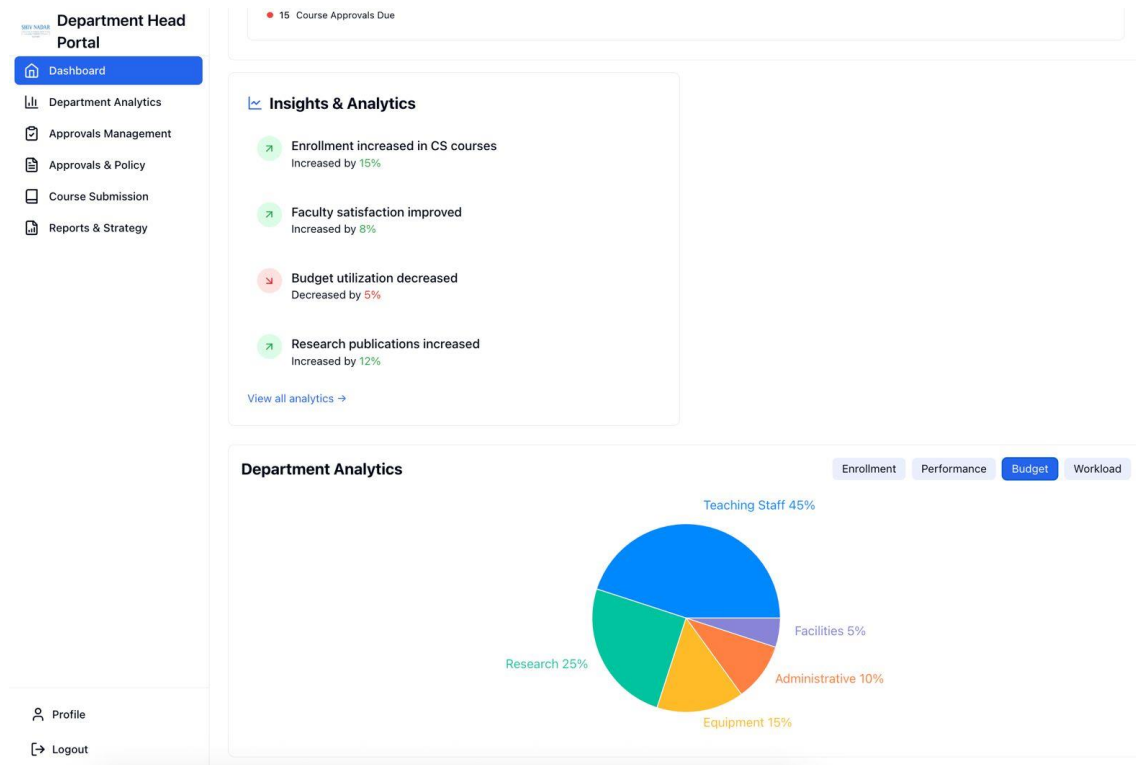 SHIV NADAR
Department Head
Portal
Dashboard
Department Analytics
Approvals Management
Approvals & Policy
Course Submission
Reports & Strategy
Profile
Logout
15 Course Approvals Due
Insights & Analytics
Enrollment increased in CS courses
Increased by 15%
Faculty satisfaction improved
Increased by 8%
Budget utilization decreased
Decreased by 5%
Research publications increased
Increased by 12%
View all analytics →
Department Analytics
Enrollment Performance Budget Workload
Teaching Staff 45%
Facilities 5%
Research 25%
Administrative 10%
Equipment 15%